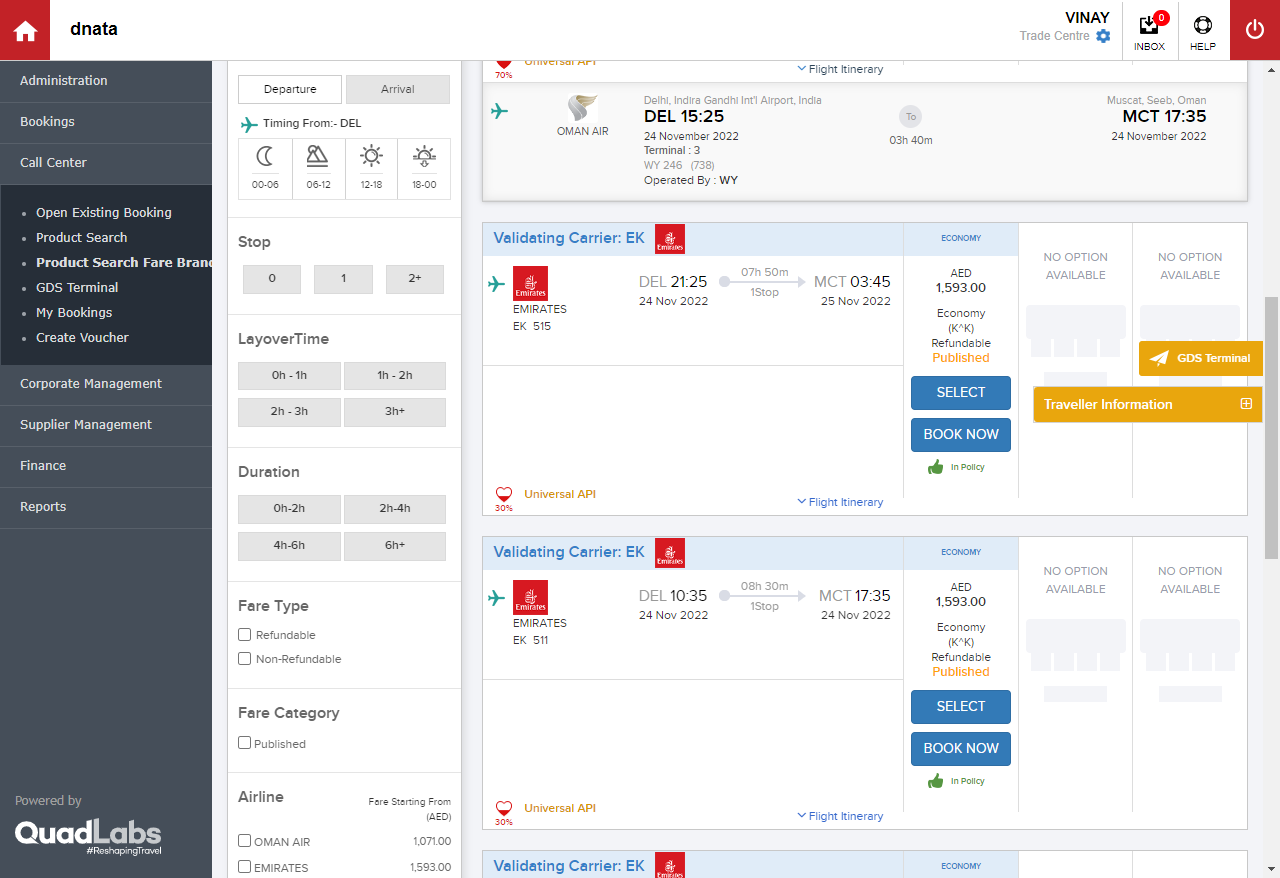 dnata
VINAY
Trade Centre
0
INBOX
HELP
Administration
Bookings
Call Center
Open Existing Booking
Product Search
Product Search Fare Bran
GDS Terminal
My Bookings
Create Voucher
Corporate Management
Supplier Management
Finance
Reports
Powered by
QuadLabs
#ReshapingTravel
Departure
Arrival
Timing From:- DEL
00-06
06-12
12-18
18-00
Stop
0
1
2+
LayoverTime
0h - 1h
1h - 2h
2h - 3h
3h+
Duration
0h-2h
2h-4h
4h-6h
6h+
Fare Type
Refundable
Non-Refundable
Fare Category
Published
Airline
Fare Starting From
(AED)
OMAN AIR 1,071.00
EMIRATES 1,593.00
70%
Universal API
Flight Itinerary
OMAN AIR
Delhi, Indira Gandhi Int'l Airport, India
DEL 15:25
24 November 2022
Terminal : 3
WY 246 (738)
Operated By : WY
To
03h 40m
Muscat, Seeb, Oman
MCT 17:35
24 November 2022
Validating Carrier: EK
Emirates
ECONOMY
Emirates
EMIRATES
EK 515
DEL 21:25
24 Nov 2022
07h 50m
1Stop
MCT 03:45
25 Nov 2022
AED
1,593.00
Economy
(K^K)
Refundable
Published
SELECT
BOOK NOW
In Policy
NO OPTION
AVAILABLE
NO OPTION
AVAILABLE
GDS Terminal
Traveller Information
30%
Universal API
Flight Itinerary
Validating Carrier: EK
Emirates
ECONOMY
Emirates
EMIRATES
EK 511
DEL 10:35
24 Nov 2022
08h 30m
1Stop
MCT 17:35
24 Nov 2022
AED
1,593.00
Economy
(K^K)
Refundable
Published
SELECT
BOOK NOW
In Policy
NO OPTION
AVAILABLE
NO OPTION
AVAILABLE
30%
Universal API
Flight Itinerary
Validating Carrier: EK
Emirates
ECONOMY